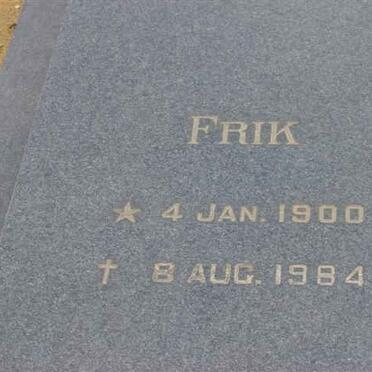 FRIK
★ 4 JAN. 1900
† 8 AUG. 1984